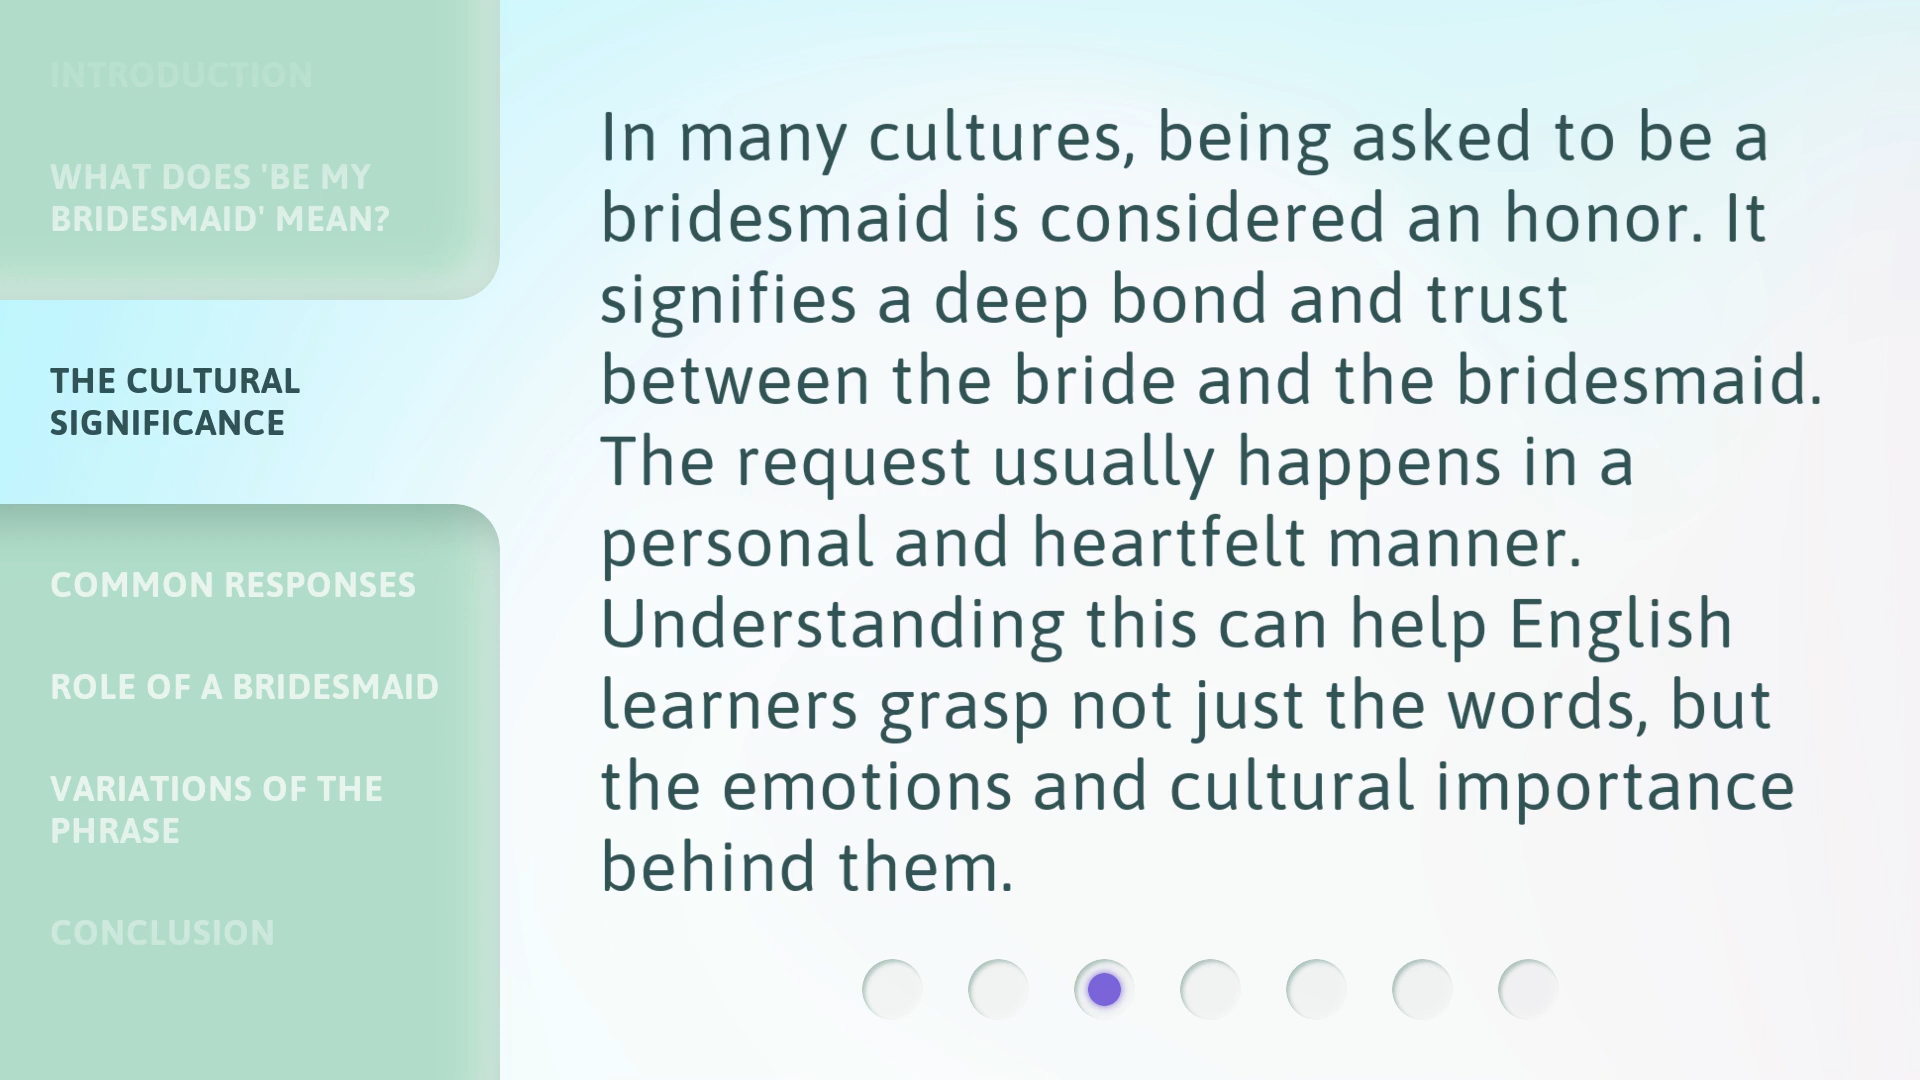 INTRODUCTION
WHAT DOES 'BE MY
BRIDESMAID' MEAN?
THE CULTURAL
SIGNIFICANCE
COMMON RESPONSES
ROLE OF A BRIDESMAID
VARIATIONS OF THE
PHRASE
CONCLUSION
In many cultures, being asked to be a
bridesmaid is considered an honor. It
signifies a deep bond and trust
between the bride and the bridesmaid.
The request usually happens in a
personal and heartfelt manner.
Understanding this can help English
learners grasp not just the words, but
the emotions and cultural importance
behind them.